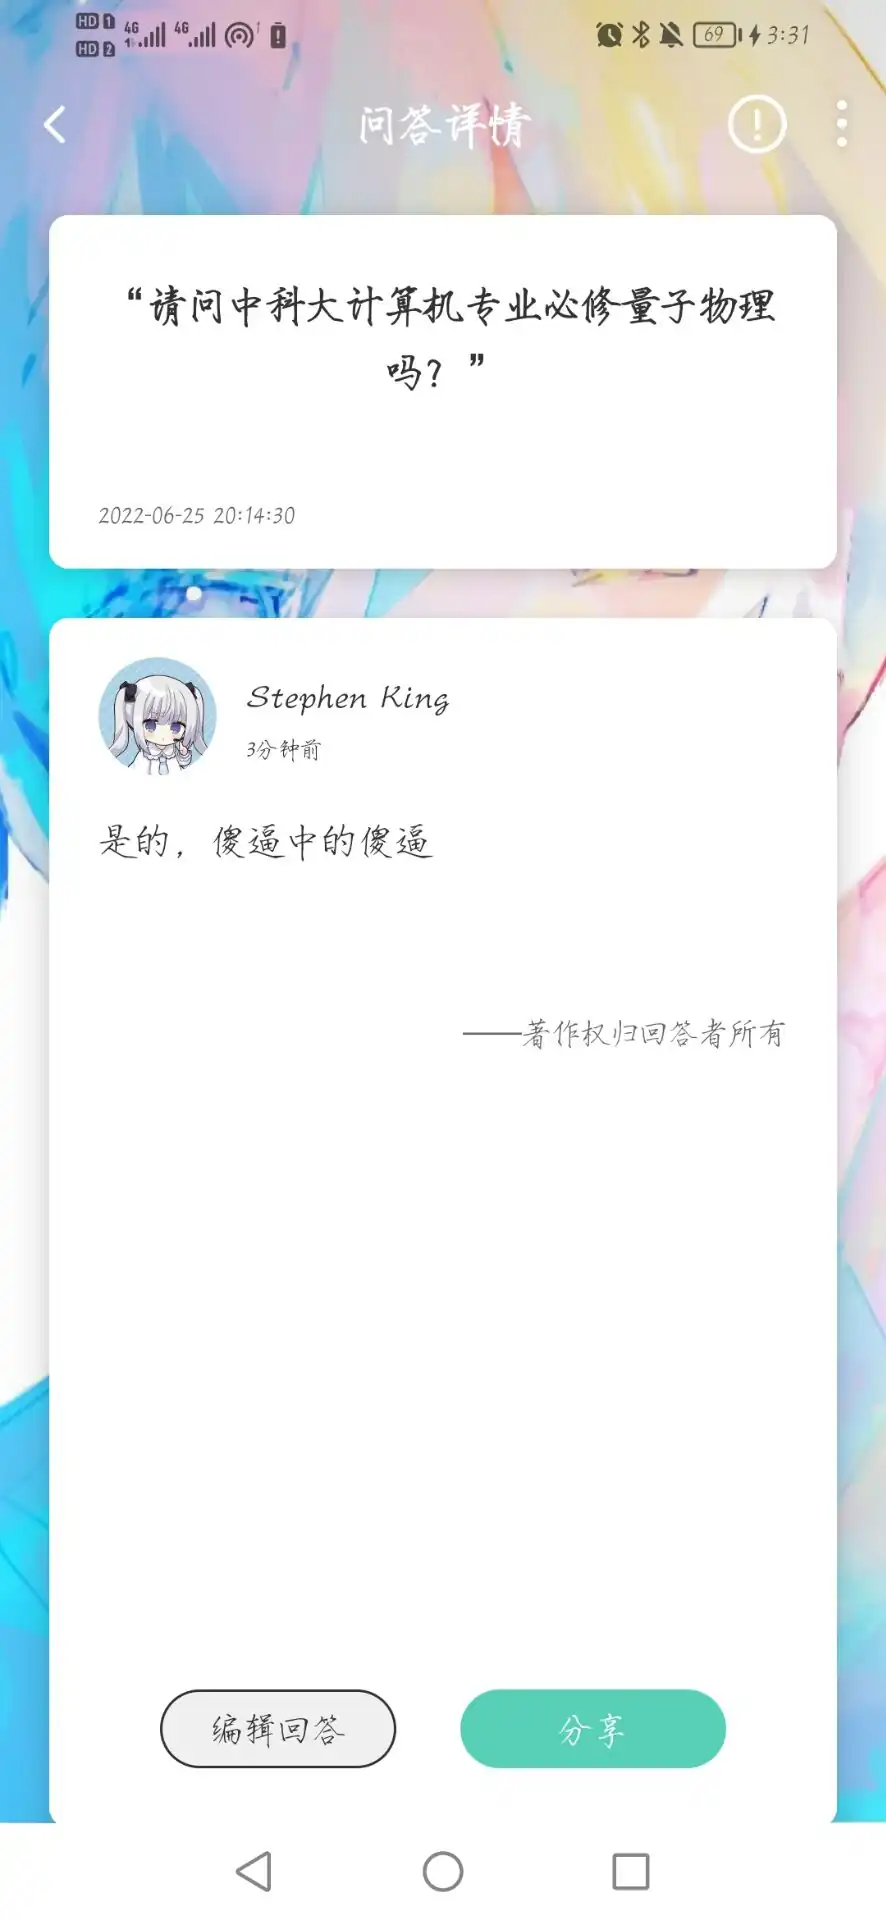 HD 1 4G 4G 69 3:31
HD 2
问答详情
“请问中科大计算机专业必修量子物理
吗？”
2022-06-25 20:14:30
Stephen King
3分钟前
是的，傻逼中的傻逼
——著作权归回答者所有
编辑回答 分享